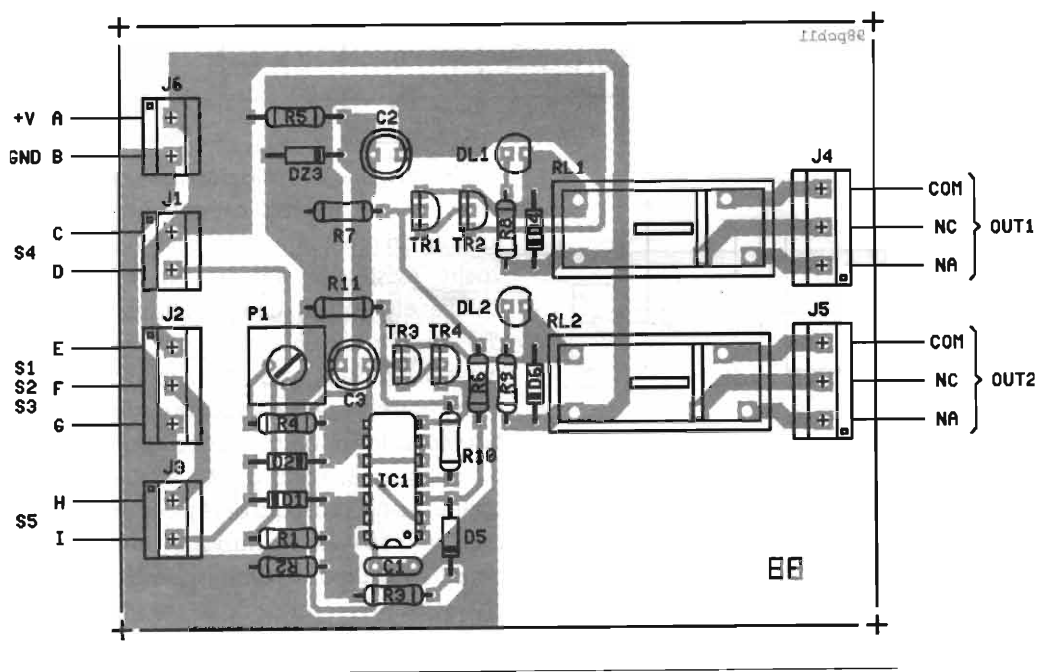 98pcb11
J6
+V A
GND B
R5
C2
DZ3
DL1
RL1
J4
COM
NC
NA
OUT1
J1
C
S4
D
R7
TR1
TR2
R8
D4
R11
DL2
RL2
J5
COM
NC
NA
OUT2
J2
E
S1
S2 F
S3
G
P1
C3
TR3
TR4
R6
R9
D6
R4
R10
D2
IC1
J3
H
S5
I
D1
R1
D5
R2
C1
R3